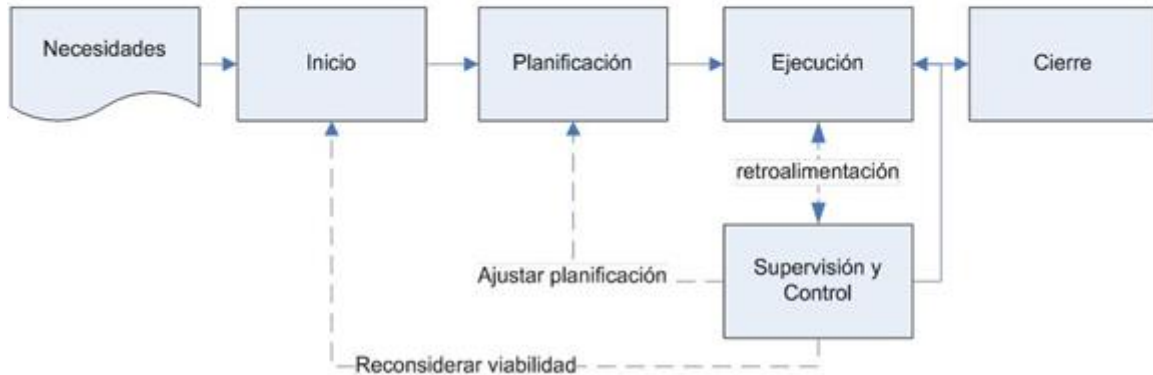 Necesidades
Inicio
Planificación
Ejecución
Cierre
retroalimentación
Ajustar planificación
Supervisión y
Control
Reconsiderar viabilidad